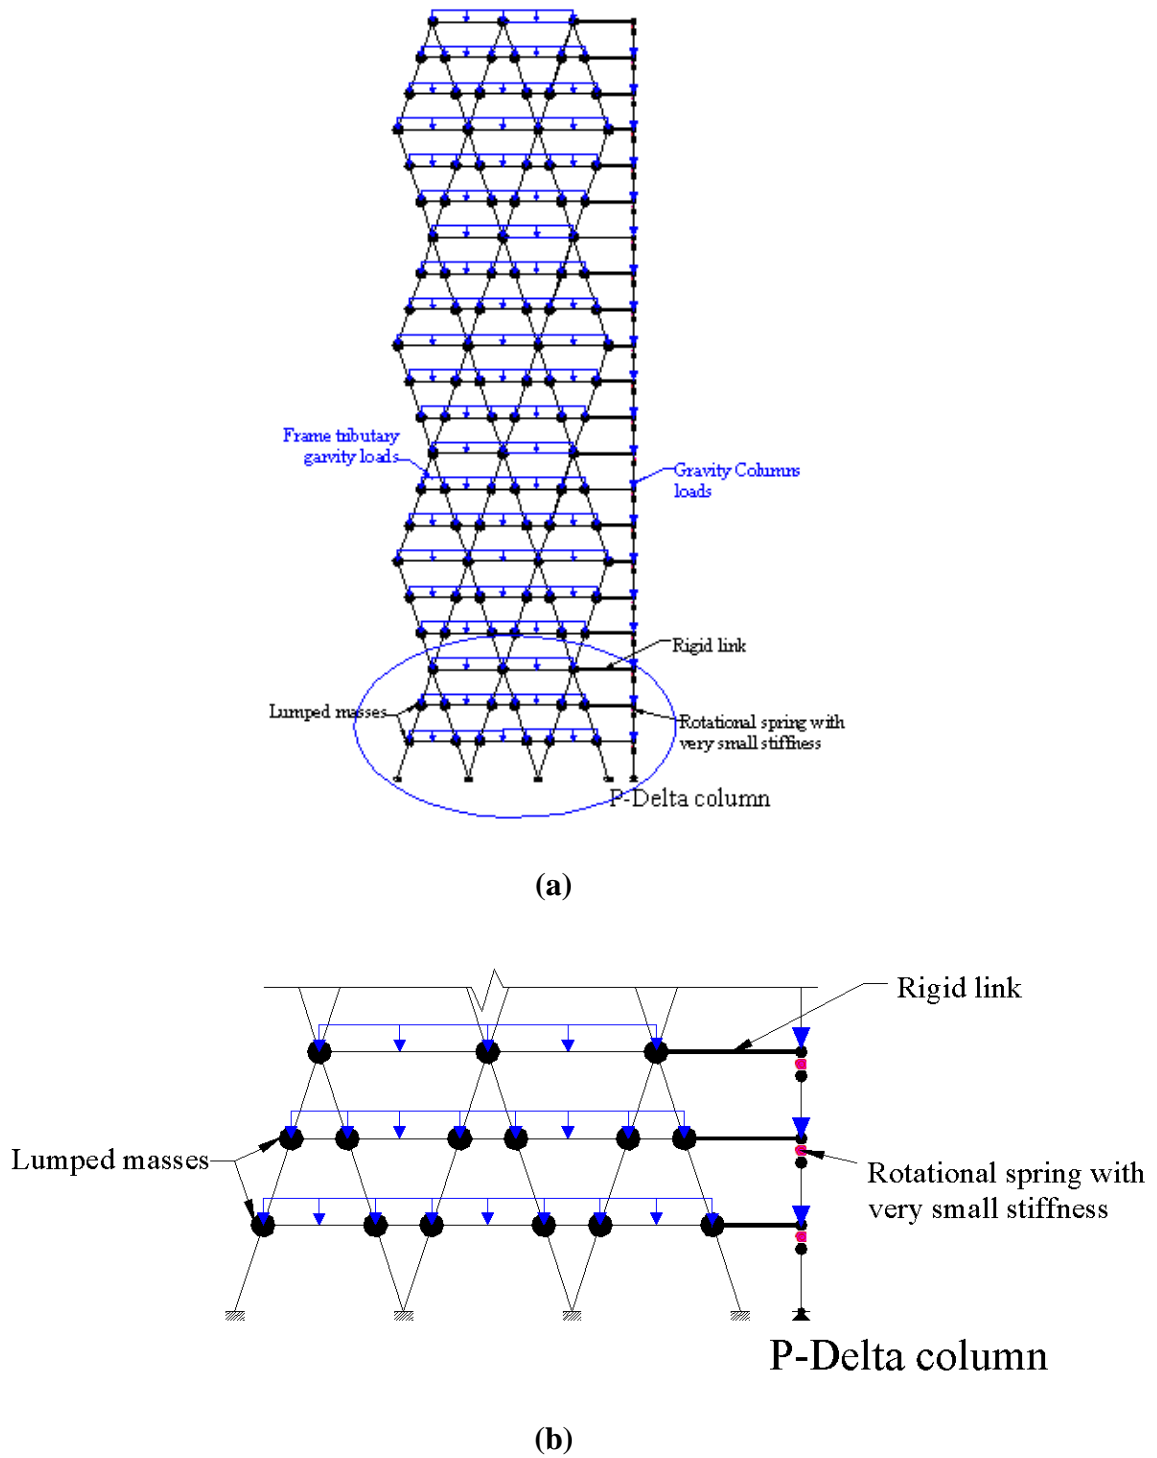 Frame tributary
garvity loads
Gravity Columns
loads
Rigid link
Lumped masses
Rotational spring with
very small stiffness
P-Delta column
(a)
Rigid link
Lumped masses
Rotational spring with
very small stiffness
P-Delta column
(b)